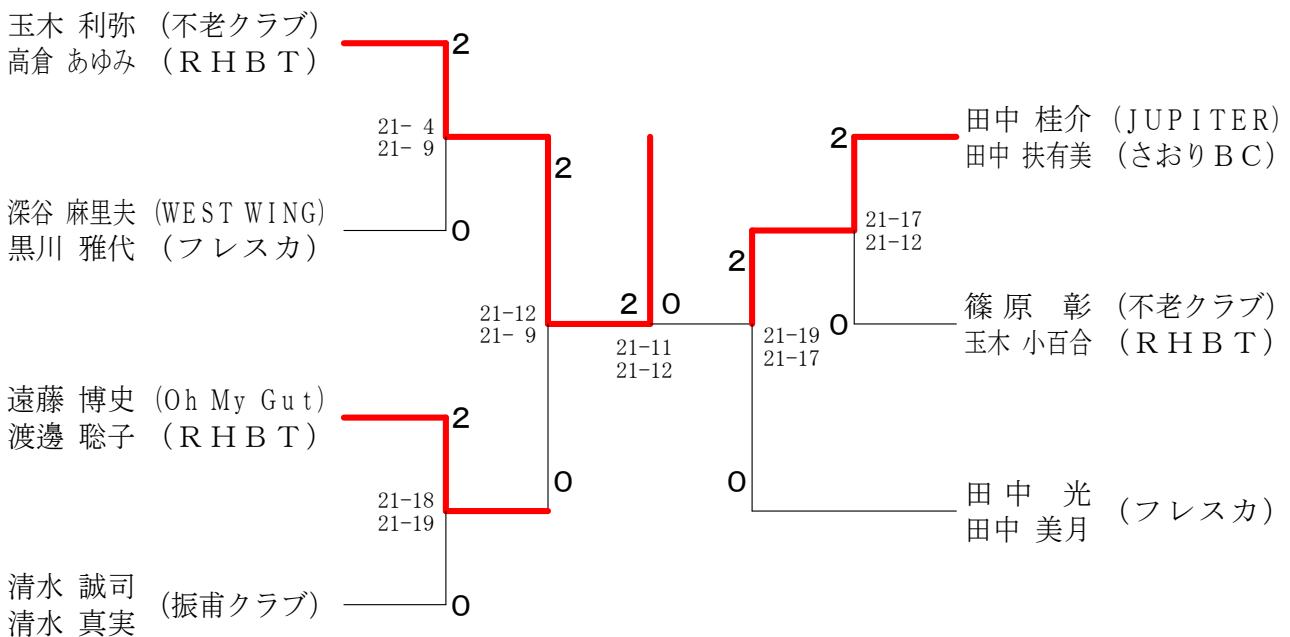 玉木 利弥 (不老クラブ)
高倉 あゆみ (ＲＨＢＴ)
2
21- 4
21- 9
2
深谷 麻里夫 (WEST WING)
黒川 雅代 (フレスカ)
0
21-12
21- 9
2 0
21-11
21-12
遠藤 博史 (Oh My Gut)
渡邊 聡子 (ＲＨＢＴ)
2
21-18
21-19
0
清水 誠司
清水 真実
(振甫クラブ)
0
田中 桂介 (JUPITER)
田中 扶有美 (さおりＢＣ)
2
21-17
21-12
2
篠原 彰 (不老クラブ)
玉木 小百合 (ＲＨＢＴ)
0
21-19
21-17
田中 光
田中 美月
(フレスカ)
0